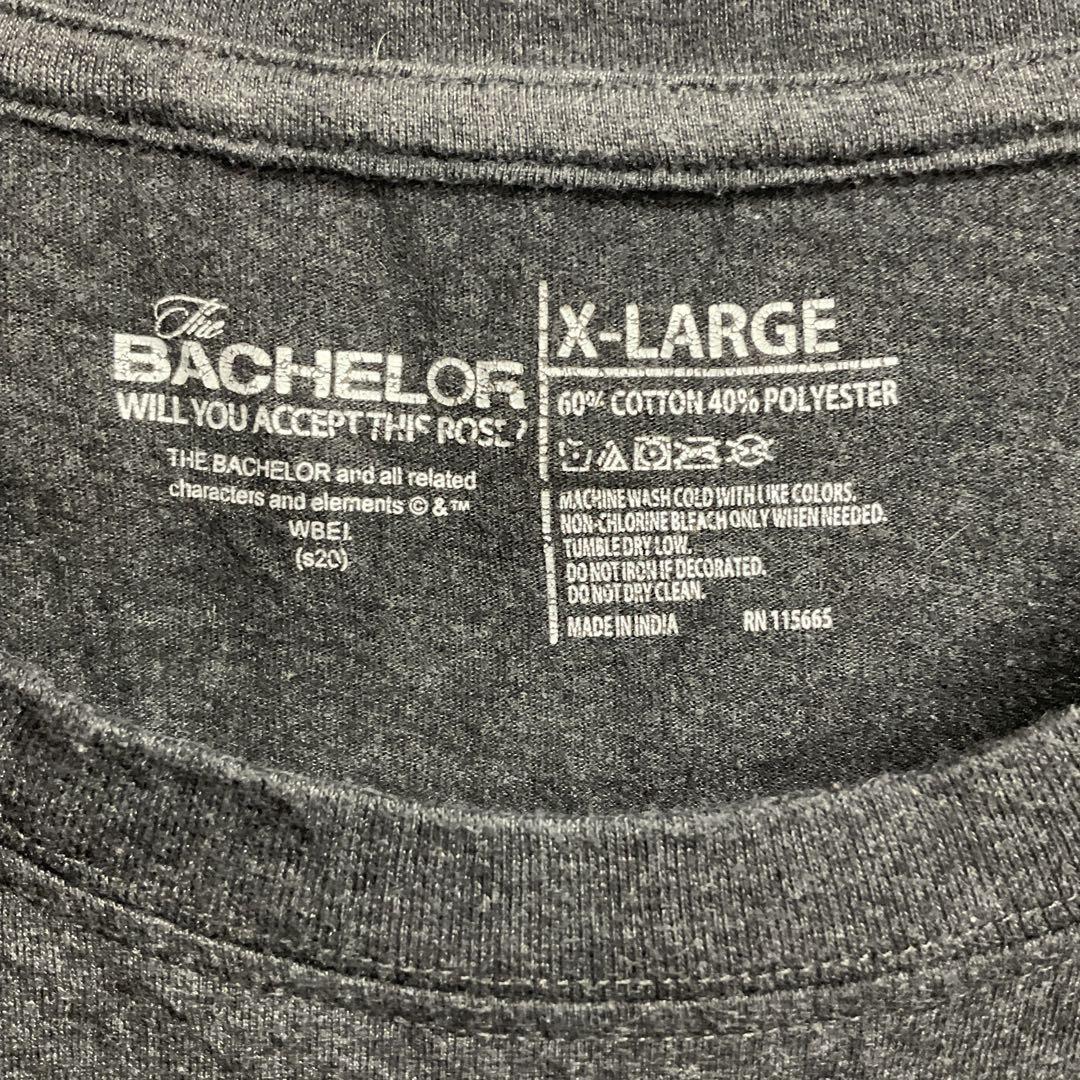 The
BACHELOR
WILL YOU ACCEPT THIS ROSE?
THE BACHELOR and all related
characters and elements © & ™
WBEI
(s20)
X-LARGE
60% COTTON 40% POLYESTER
MACHINE WASH COLD WITH LIKE COLORS.
NON-CHLORINE BLEACH ONLY WHEN NEEDED.
TUMBLE DRY LOW.
DO NOT IRON IF DECORATED.
DO NOT DRY CLEAN.
MADE IN INDIA RN 115665